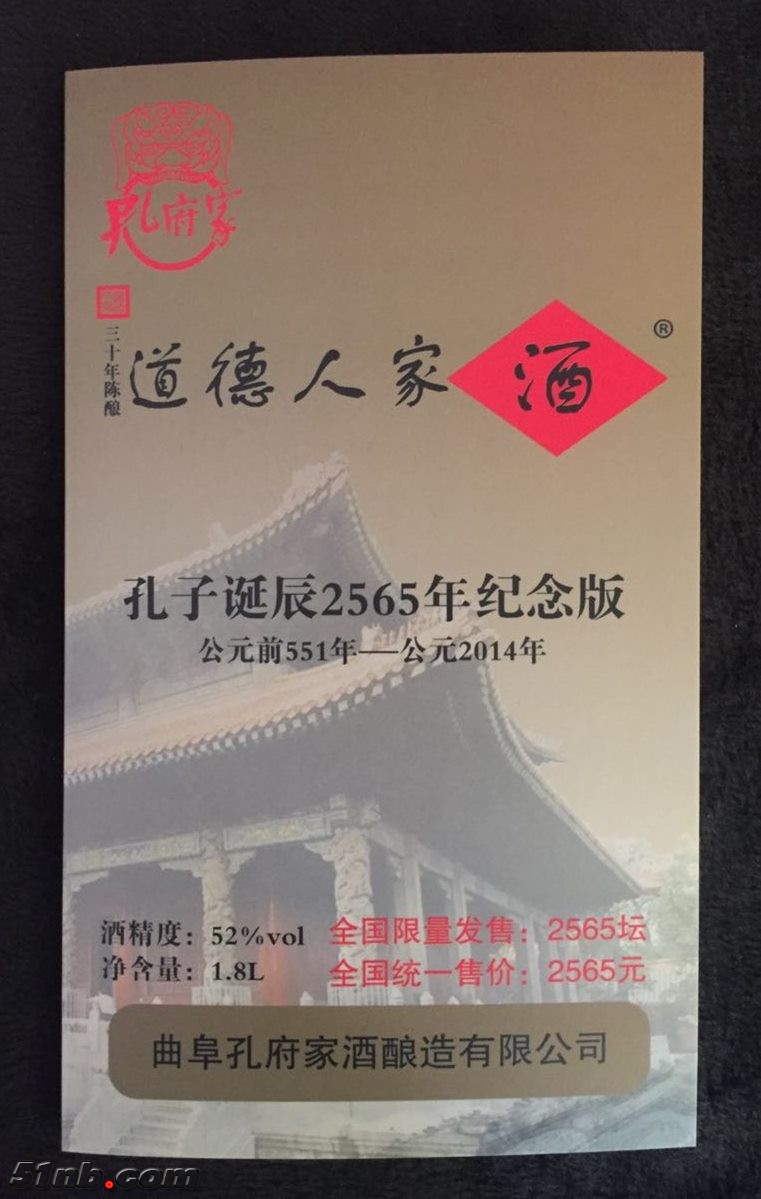 孔府家
三十年陈酿
道德人家酒®
孔子诞辰2565年纪念版
公元前551年——公元2014年
酒精度：52%vol
全国限量发售：2565坛
净含量：1.8L
全国统一售价：2565元
曲阜孔府家酒酿造有限公司
51nb.com